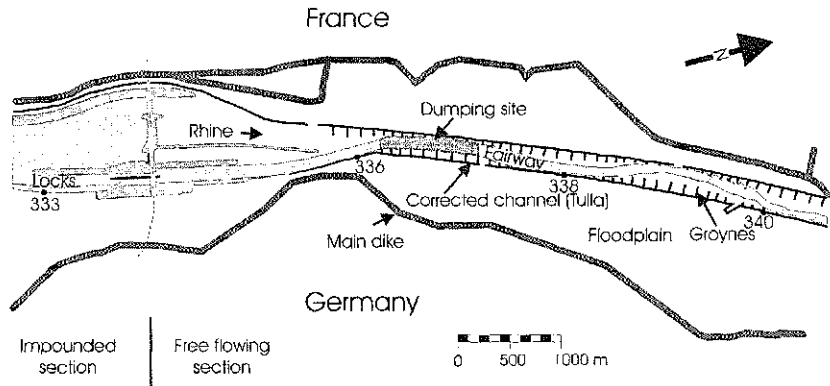 France
N
Dumping site
Rhine
Fairway
Locks
336
333
Corrected channel (Tulla)
338
340
Main dike
Floodplain
Groynes
Germany
Impounded
section
Free flowing
section
0 500 1000 m